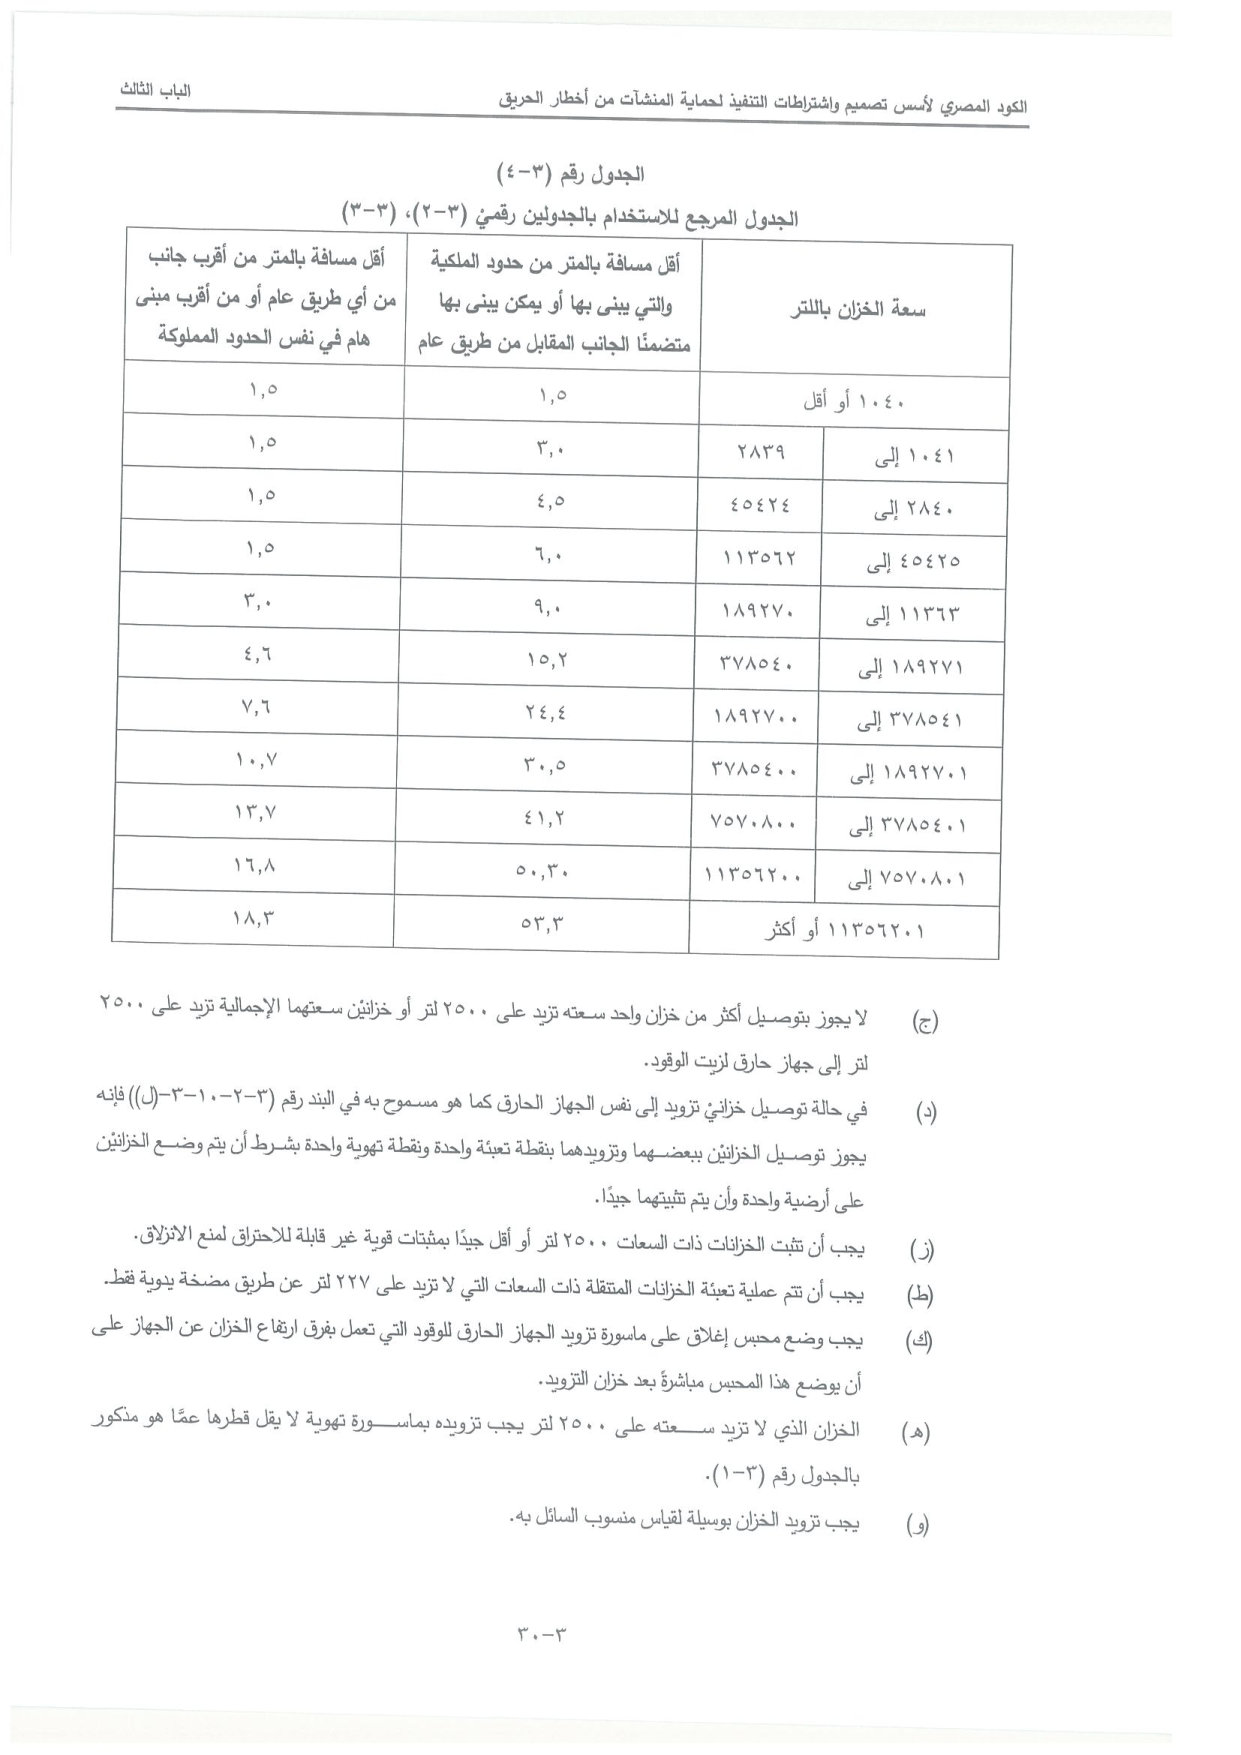 الكود المصري لأسس تصميم واشتراطات التنفيذ لحماية المنشآت من أخطار الحريق الباب الثالث
الجدول رقم (٣-٤)
الجدول المرجع للاستخدام بالجدولين رقميْ (٣-٢)، (٣-٣)
سعة الخزان باللتر
أقل مسافة بالمتر من حدود الملكية
والتي يبنى بها أو يمكن يبنى بها
متضمنًا الجانب المقابل من طريق عام
أقل مسافة بالمتر من أقرب جانب
من أي طريق عام أو من أقرب مبنى
هام في نفس الحدود المملوكة
١٠٤٠ أو أقل ١,٥ ١,٥
١٠٤١ إلى ٢٨٣٩ ٣,٠ ١,٥
٢٨٤٠ إلى ٤٥٤٢٤ ٤,٥ ١,٥
٤٥٤٢٥ إلى ١١٣٥٦٢ ٦,٠ ١,٥
١١٣٦٣ إلى ١٨٩٢٧٠ ٩,٠ ٣,٠
١٨٩٢٧١ إلى ٣٧٨٥٤٠ ١٥,٢ ٤,٦
٣٧٨٥٤١ إلى ١٨٩٢٧٠٠ ٢٤,٤ ٧,٦
١٨٩٢٧٠١ إلى ٣٧٨٥٤٠٠ ٣٠,٥ ١٠,٧
٣٧٨٥٤٠١ إلى ٧٥٧٠٨٠٠ ٤١,٢ ١٣,٧
٧٥٧٠٨٠١ إلى ١١٣٥٦٢٠٠ ٥٠,٣٠ ١٦,٨
١١٣٥٦٢٠١ أو أكثر ٥٣,٣ ١٨,٣
(ج) لا يجوز بتوصيل أكثر من خزان واحد سعته تزيد على ٢٥٠٠ لتر أو خزانيْن سعتهما الإجمالية تزيد على ٢٥٠٠
لتر إلى جهاز حارق لزيت الوقود.
(د) في حالة توصيل خزانيْ تزويد إلى نفس الجهاز الحارق كما هو مسموح به في البند رقم (٣-٢-١٠-٣-(ل)) فإنه
يجوز توصيل الخزانيْن ببعضهما وتزويدهما بنقطة تعبئة واحدة ونقطة تهوية واحدة بشرط أن يتم وضع الخزانيْن
على أرضية واحدة وأن يتم تثبيتهما جيدًا.
(ز) يجب أن تثبت الخزانات ذات السعات ٢٥٠٠ لتر أو أقل جيدًا بمثبتات قوية غير قابلة للاحتراق لمنع الانزلاق.
(ط) يجب أن تتم عملية تعبئة الخزانات المتنقلة ذات السعات التي لا تزيد على ٢٢٧ لتر عن طريق مضخة يدوية فقط.
(ك) يجب وضع محبس إغلاق على ماسورة تزويد الجهاز الحارق للوقود التي تعمل بفرق ارتفاع الخزان عن الجهاز على
أن يوضع هذا المحبس مباشرةً بعد خزان التزويد.
(ه) الخزان الذي لا تزيد سعته على ٢٥٠٠ لتر يجب تزويده بماسورة تهوية لا يقل قطرها عمَّا هو مذكور
بالجدول رقم (٣-١).
(و) يجب تزويد الخزان بوسيلة لقياس منسوب السائل به.
٣-٣٠